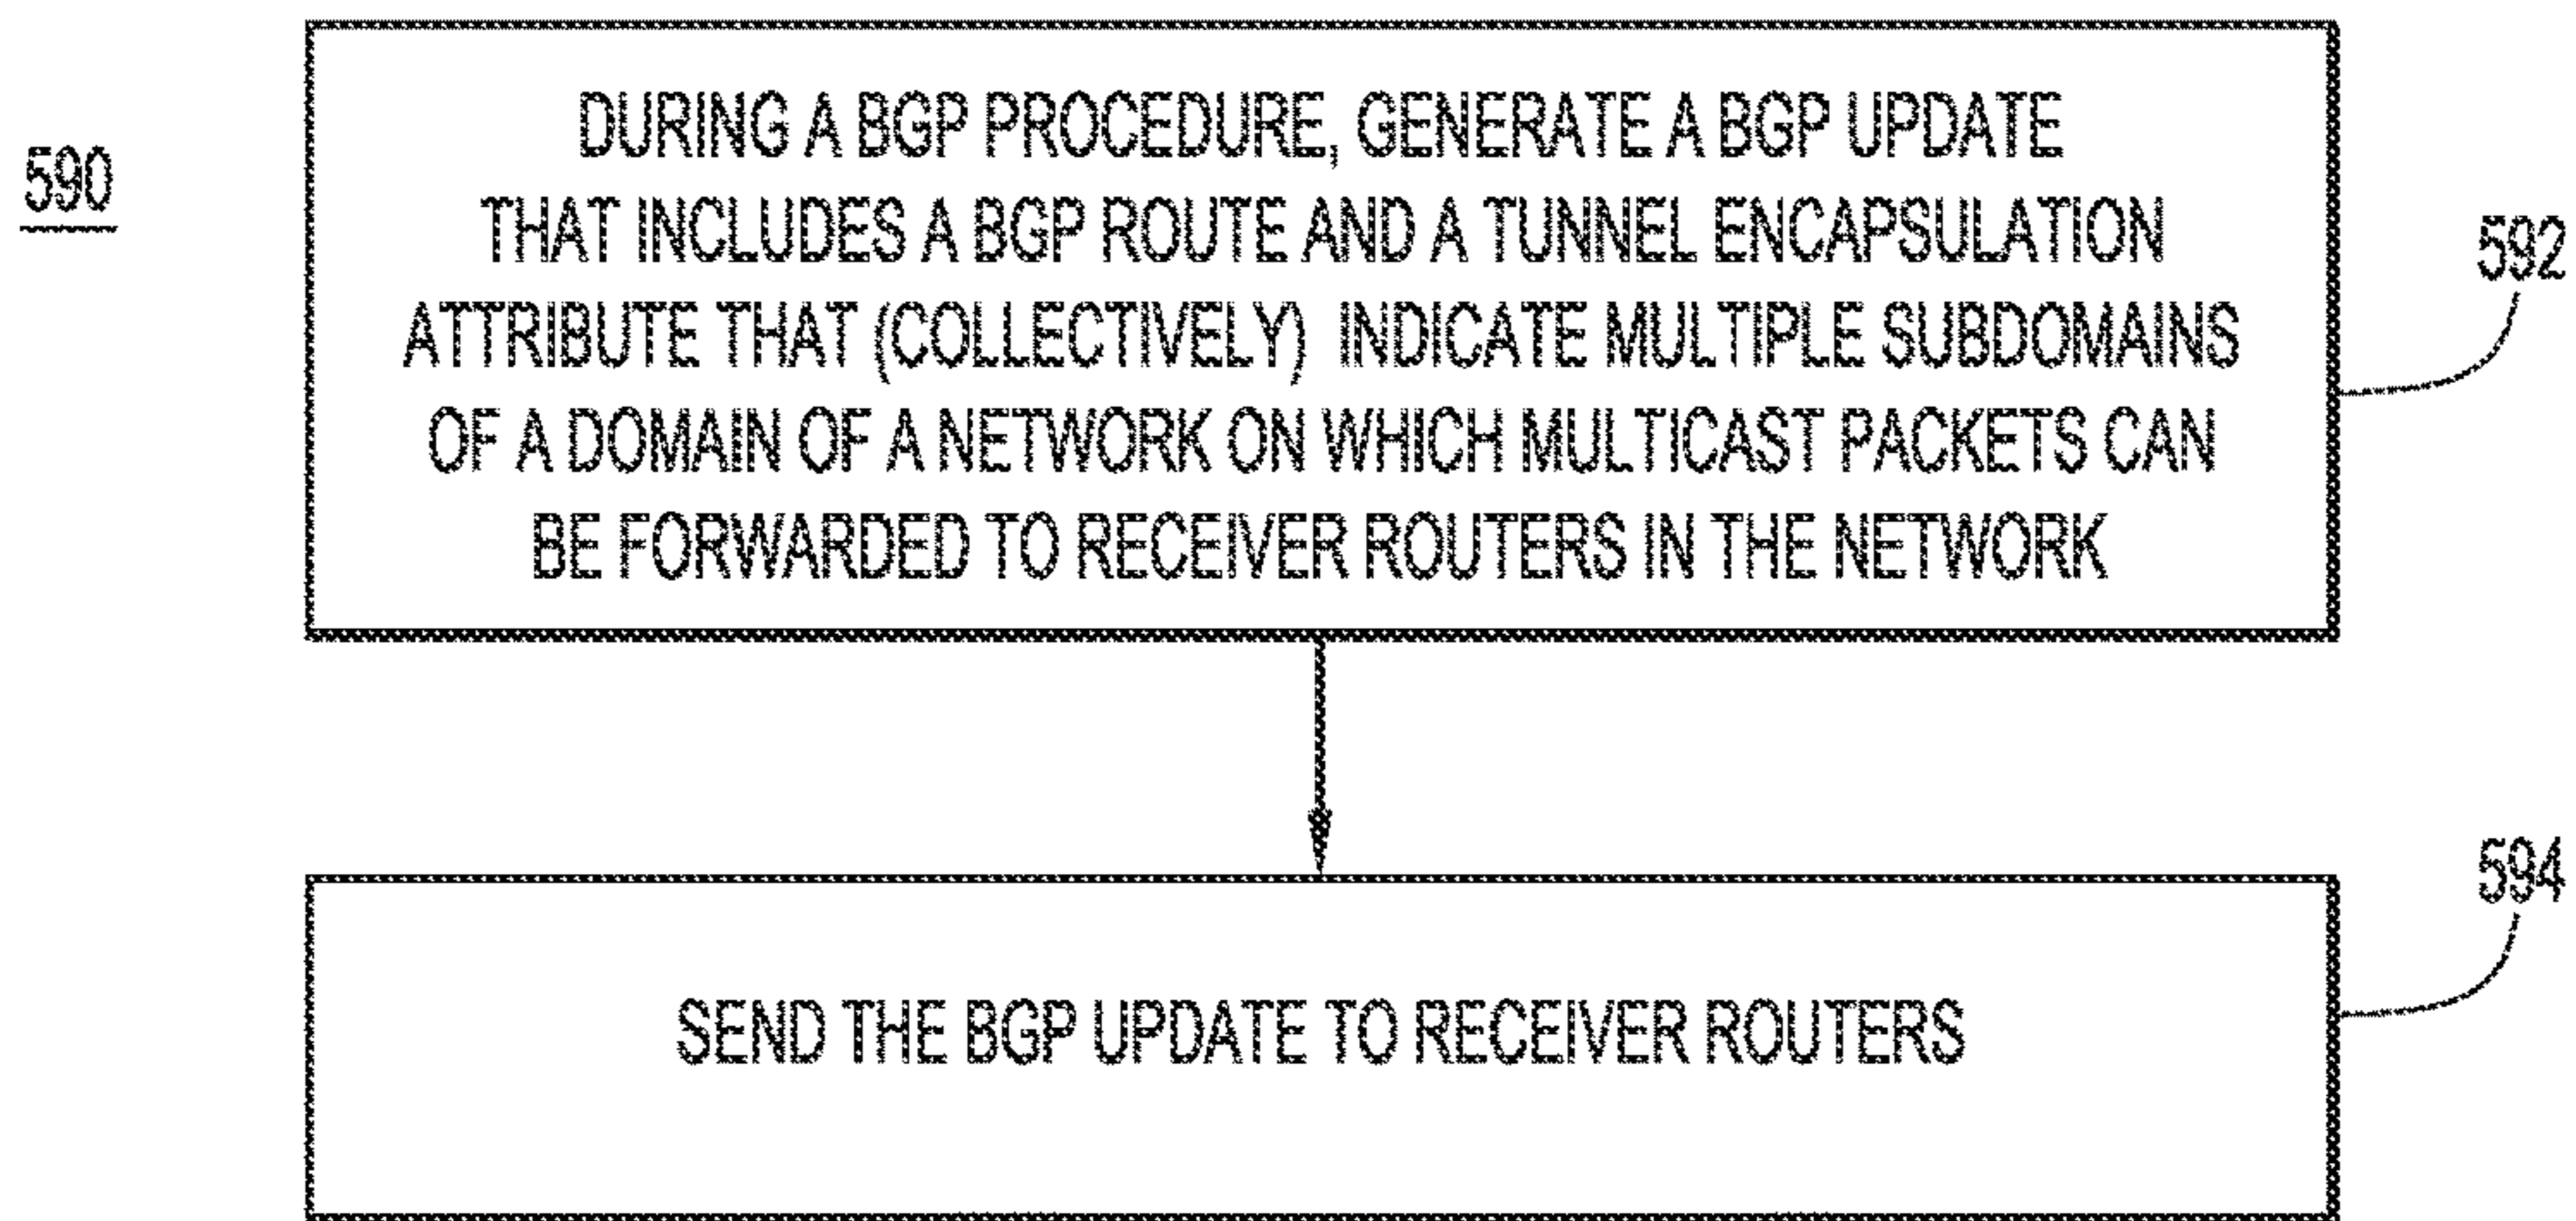 590
DURING A BGP PROCEDURE, GENERATE A BGP UPDATE
THAT INCLUDES A BGP ROUTE AND A TUNNEL ENCAPSULATION
ATTRIBUTE THAT (COLLECTIVELY) INDICATE MULTIPLE SUBDOMAINS
OF A DOMAIN OF A NETWORK ON WHICH MULTICAST PACKETS CAN
BE FORWARDED TO RECEIVER ROUTERS IN THE NETWORK
592
SEND THE BGP UPDATE TO RECEIVER ROUTERS
594